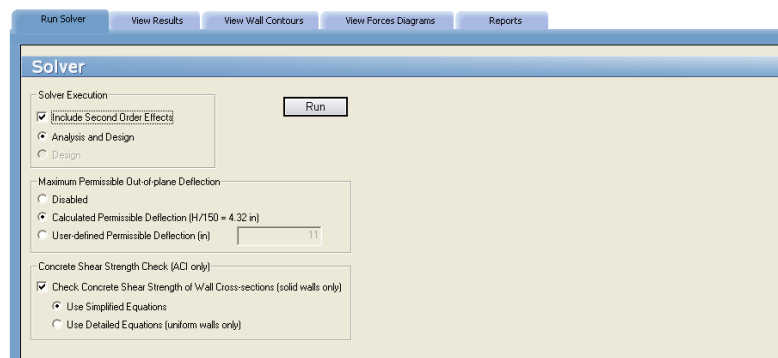 Run Solver View Results View Wall Contours View Forces Diagrams Reports
Solver
Solver Execution
Run
Include Second Order Effects
Analysis and Design
Design
Maximum Permissible Out-of-plane Deflection
Disabled
Calculated Permissible Deflection (H/150 = 4.32 in)
User-defined Permissible Deflection (in) 11
Concrete Shear Strength Check (ACI only)
Check Concrete Shear Strength of Wall Cross-sections (solid walls only)
Use Simplified Equations
Use Detailed Equations (uniform walls only)